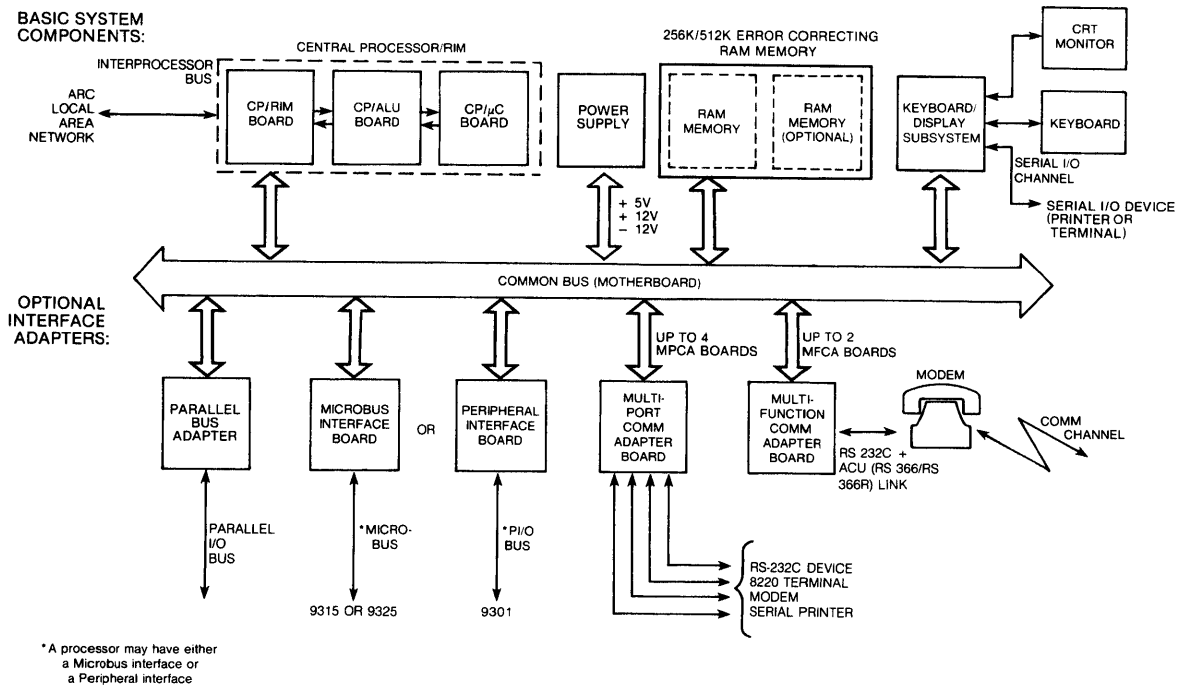 BASIC SYSTEM
COMPONENTS:
CENTRAL PROCESSOR/RIM
INTERPROCESSOR
BUS
ARC
LOCAL
AREA
NETWORK
CP/RIM
BOARD
CP/ALU
BOARD
CP/μC
BOARD
POWER
SUPPLY
256K/512K ERROR CORRECTING
RAM MEMORY
RAM
MEMORY
RAM
MEMORY
(OPTIONAL)
KEYBOARD/
DISPLAY
SUBSYSTEM
CRT
MONITOR
KEYBOARD
SERIAL I/O
CHANNEL
SERIAL I/O DEVICE
(PRINTER OR
TERMINAL)
+ 5V
+ 12V
− 12V
COMMON BUS (MOTHERBOARD)
OPTIONAL
INTERFACE
ADAPTERS:
UP TO 4
MPCA BOARDS
UP TO 2
MFCA BOARDS
PARALLEL
BUS
ADAPTER
MICROBUS
INTERFACE
BOARD
OR
PERIPHERAL
INTERFACE
BOARD
MULTI-
PORT
COMM
ADAPTER
BOARD
MULTI-
FUNCTION
COMM
ADAPTER
BOARD
MODEM
COMM
CHANNEL
RS 232C +
ACU (RS 366/RS
366R) LINK
PARALLEL
I/O
BUS
*MICRO-
BUS
*PI/O
BUS
9315 OR 9325
9301
RS-232C DEVICE
8220 TERMINAL
MODEM
SERIAL PRINTER
*A processor may have either
a Microbus interface or
a Peripheral interface